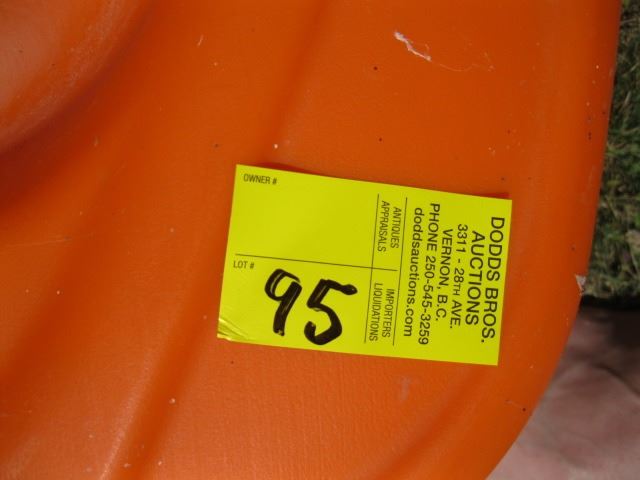 DODDS BROS.
AUCTIONS
3311 - 28TH AVE.
VERNON, B.C.
PHONE 250-545-3259
doddsauctions.com
ANTIQUES
APPRAISALS
IMPORTERS
LIQUIDATIONS
OWNER #
LOT #
95